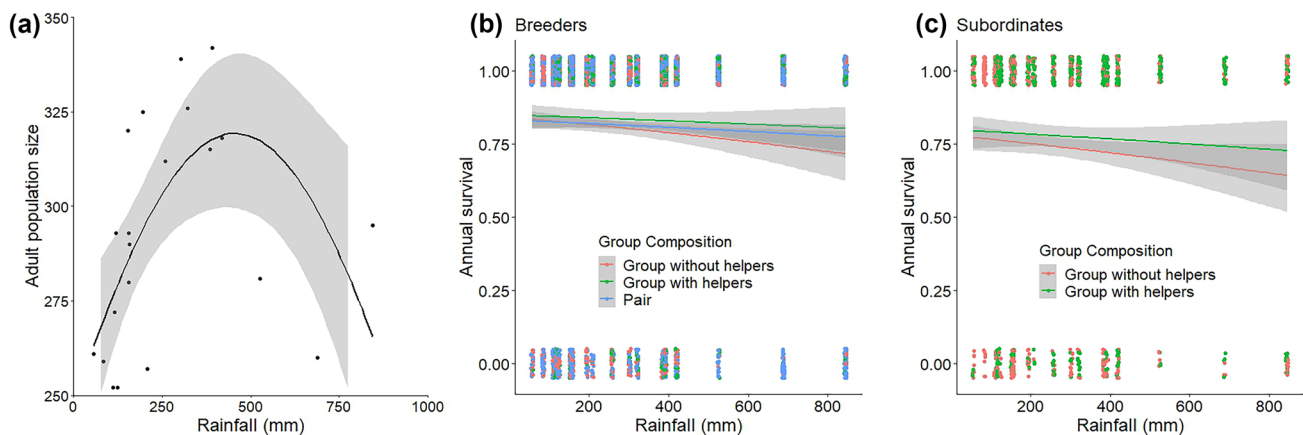 (a)
Adult population size
350
325
300
275
250
0
250
500
750
1000
Rainfall (mm)
(b) Breeders
Annual survival
1.00
0.75
0.50
0.25
0.00
Group Composition
Group without helpers
Group with helpers
Pair
200
400
600
800
Rainfall (mm)
(c) Subordinates
Annual survival
1.00
0.75
0.50
0.25
0.00
Group Composition
Group without helpers
Group with helpers
200
400
600
800
Rainfall (mm)